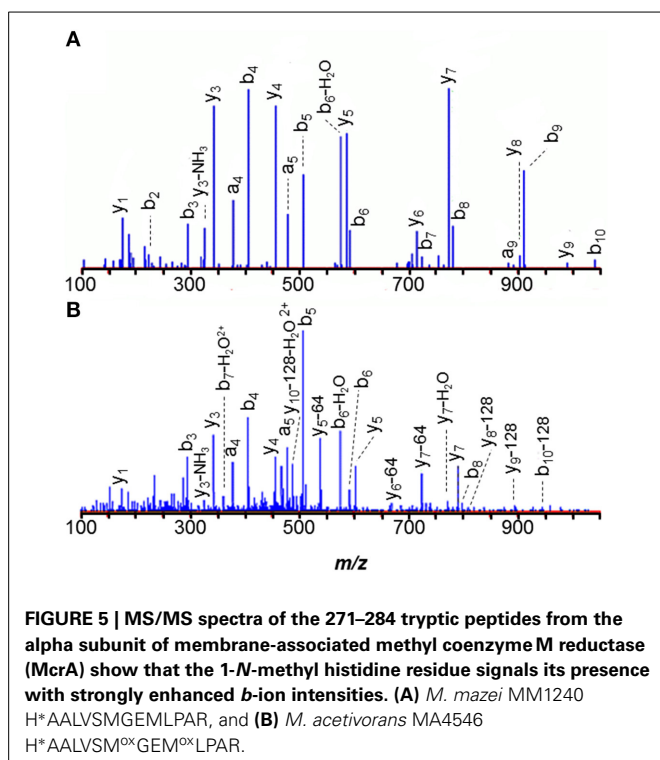 A
y₁
b₂
b₃
y₃-NH₃
y₃
a₄
b₄
y₄
a₅
b₅
b₆-H₂O
y₅
b₆
y₆
b₇
y₇
b₈
a₉
y₈
b₉
y₉
b₁₀
100 300 500 700 900
B
y₁
b₃
y₃-NH₃
y₃
b₇-H₂O²⁺
a₄
b₄
y₄
a₅
y₁₀-128-H₂O²⁺
b₅
y₅-64
b₆-H₂O
b₆
y₅
y₆-64
y₇-64
y₇-H₂O
y₇
b₈
y₈-128
y₉-128
b₁₀-128
100 300 500 700 900
m/z
FIGURE 5 | MS/MS spectra of the 271–284 tryptic peptides from the
alpha subunit of membrane-associated methyl coenzyme M reductase
(McrA) show that the 1-N-methyl histidine residue signals its presence
with strongly enhanced b-ion intensities. (A) M. mazei MM1240
H*AALVSMGEMLPAR, and (B) M. acetivorans MA4546
H*AALVSMᵒˣGEMᵒˣLPAR.